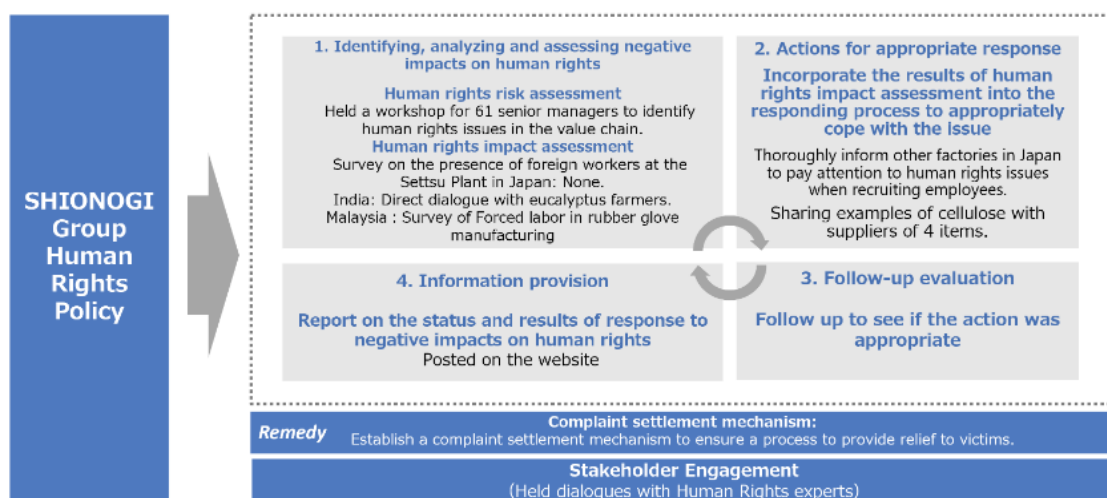 SHIONOGI
Group
Human
Rights
Policy
1. Identifying, analyzing and assessing negative
impacts on human rights
Human rights risk assessment
Held a workshop for 61 senior managers to identify
human rights issues in the value chain.
Human rights impact assessment
Survey on the presence of foreign workers at the
Settsu Plant in Japan: None.
India: Direct dialogue with eucalyptus farmers.
Malaysia : Survey of Forced labor in rubber glove
manufacturing
2. Actions for appropriate response
Incorporate the results of human
rights impact assessment into the
responding process to appropriately
cope with the issue
Thoroughly inform other factories in Japan
to pay attention to human rights issues
when recruiting employees.
Sharing examples of cellulose with
suppliers of 4 items.
3. Follow-up evaluation
Follow up to see if the action was
appropriate
4. Information provision
Report on the status and results of response to
negative impacts on human rights
Posted on the website
Remedy
Complaint settlement mechanism:
Establish a complaint settlement mechanism to ensure a process to provide relief to victims.
Stakeholder Engagement
(Held dialogues with Human Rights experts)